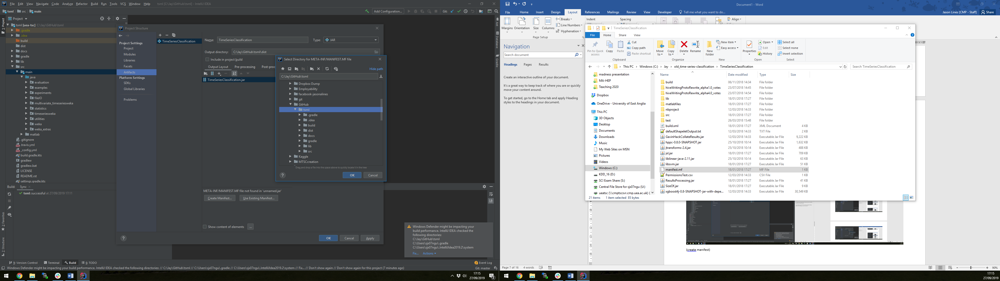 File Edit View Navigate Code Analyze Refactor Build Run Tools VCS Window Help tsml [C:\Jay\GitHub\tsml] - IntelliJ IDEA
tsml src main
Add Configuration... Git:
Project
1: Project
tsml [uea-tsc] C:\Jay\GitHub\tsml
.gradle
.idea
build
dist
docs
gradle
lib
src
main
java
evaluation
examples
experiments
fileIO
multivariate_timeseriesweka
statistics
timeseriesweka
utilities
weka
weka_extras
matlab
.gitignore
.travis.yml
_config.yml
build.gradle.kts
gradlew
gradlew.bat
LICENSE
README.rst
settings.gradle.kts
Ant
Database
Gradle
2: Favorites
7: Structure
Project Structure
Project Settings
Project
Modules
Libraries
Facets
Artifacts
Platform Settings
SDKs
Global Libraries
Problems
TimeSeriesClassification
Name: TimeSeriesClassification Type: JAR
Output directory: C:\Jay\GitHub\tsml\dist
Include in project build
Output Layout Pre-processing Post-proc
TimeSeriesClassification.jar
META-INF/MANIFEST.MF file not found in 'unnamed.jar'
Create Manifest... Use Existing Manifest...
Show content of elements ...
OK Cancel Apply
Select Directory for META-INF/MANIFEST.MF file
Hide path
C:\Jay\GitHub\tsml
Dropbox Dump
Employability
facebook-jasonalines
git
GitHub
tsml
.gradle
.idea
build
dist
docs
gradle
lib
src
Kaggle
MTSCcreation
Drag and drop a file into the space above to quickly locate it in the tree
OK Cancel
Build: Sync
tsml: successful at 27/09/2019 17:11
Windows Defender might be impacting your
build performance. IntelliJ IDEA checked the
following directories:
C:\Jay\GitHub\tsml
C:\Users\sjx07ngu\.gradle
C:\Users\sjx07ngu\.IntelliJIdea2019.2\system
Fix... Actions
9: Version Control Terminal Build 6: TODO 2 Event Log
Windows Defender might be impacting your build performance. IntelliJ IDEA checked the following directories: // C:\Jay\GitHub\tsml // C:\Users\sjx07ngu\.gradle // C:\Users\sjx07ngu\.IntelliJIdea2019.2\system // Fix... // Don't show again // Don't show again for this project (7 minutes ago) Git: master
17:15
27/09/2019
2
Document1 - Word
File Home Insert Design Layout References Mailings Review View Developer Tell me what you want to do... Jason Lines (CMP - Staff) Share
Margins Orientation Size Columns
Breaks
Line Numbers
Hyphenation
Page Setup
Indent Spacing
Align
Navigation
Search document
Headings Pages Results
Create an interactive outline of your document.
It's a great way to keep track of where you are or quickly
move your content around.
To get started, go to the Home tab and apply Heading
styles to the headings in your document.
TimeSeriesClassification
File Home Share View
Pin to Quick access Copy Paste
Cut
Copy path
Paste shortcut
Clipboard
Move to Copy to Delete Rename
Organize
New folder
New item
Easy access
New
Properties
Open
Edit
History
Open
Select all
Select none
Invert selection
Select
This PC Windows (C:) Jay old_time-series-classification TimeSeriesClassification Search TimeSeriesClassification
madness presentation
MA-HEP
Teaching 2020
Dropbox
OneDrive - University of East Anglia
This PC
3D Objects
Desktop
Documents
Downloads
Music
My Web Sites on MSN
Pictures
Videos
Windows (C:)
KDD_16 (D:)
SCI Exam Share (S:)
Central File Store for sjx07ngu (U:)
ueatsc (\\cmptscsvr.cmp.uea.ac.uk) (
Name Date modified Type Size
build 06/11/2018 14:34 File folder
hiveWritingProtoRewrite_alpha1.0_votes 23/07/2018 14:45 File folder
hiveWritingProtoRewrite_alpha4.0_votes 23/07/2018 14:54 File folder
lib 18/01/2018 17:27 File folder
matlabfiles 18/01/2018 17:27 File folder
nbproject 12/03/2018 14:33 File folder
src 18/01/2018 17:27 File folder
test 26/03/2018 15:48 File folder
build.xml 18/01/2018 17:27 XML Document 4 KB
defaultShapeletOutput.txt 12/03/2018 14:33 TXT File 2 KB
GavinHackCollateResults.jar 12/03/2018 14:33 Executable Jar File 9,222 KB
hppc-0.8.0-SNAPSHOT.jar 25/10/2018 10:14 Executable Jar File 1,632 KB
jtransforms-2.4.jar 25/10/2018 10:14 Executable Jar File 488 KB
jxl.jar 18/01/2018 17:27 Executable Jar File 709 KB
liblinear-java-2.11.jar 25/10/2018 10:14 Executable Jar File 63 KB
libsvm.jar 18/01/2018 17:27 Executable Jar File 51 KB
manifest.mf 18/01/2018 17:27 MF File 1 KB
PermissionsTest.csv 12/03/2018 14:33 CSV File 1 KB
ResultsProcessing.jar 18/01/2018 17:27 Executable Jar File 41 KB
SizeOf.jar 18/01/2018 17:27 Executable Jar File 9 KB
xgboost4j-0.8-SNAPSHOT-jar-with-depe... 12/03/2018 14:33 Executable Jar File 30,549 KB
21 items 1 item selected 85 bytes
(create manifest)
Page 7 of 16 4 words 90%
17:15
27/09/2019